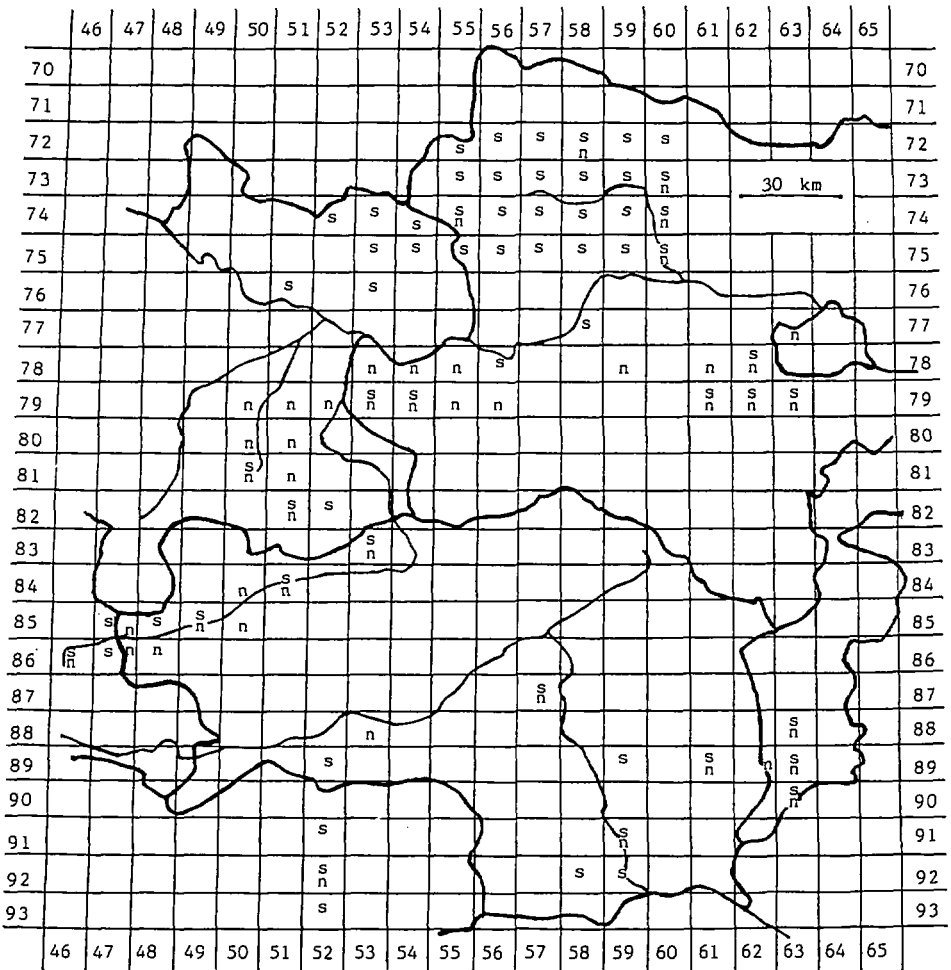 46 47 48 49 50 51 52 53 54 55 56 57 58 59 60 61 62 63 64 65
70 70
71 71
s s s s s
72 s n 72
s s s s s s
73 n 73
30 km
s s s s s s s s s
74 s n n 74
s s s s s s s s
75 n 75
76 s s 76
77 s n 77
s
78 n n n s n n n 78
s s s s s
79 n n n n n n n n n n 79
80 n n 80
s
81 n n 81
s s
82 n 82
s
83 n 83
s
84 n n 84
s s s
85 n n n 85
s s n n
86 n 86
s
87 n 87
s
88 n n 88
s s s s
89 n n n 89
s
90 n 90
s s
91 n 91
s s s
92 n 92
93 s 93
46 47 48 49 50 51 52 53 54 55 56 57 58 59 60 61 62 63 64 65